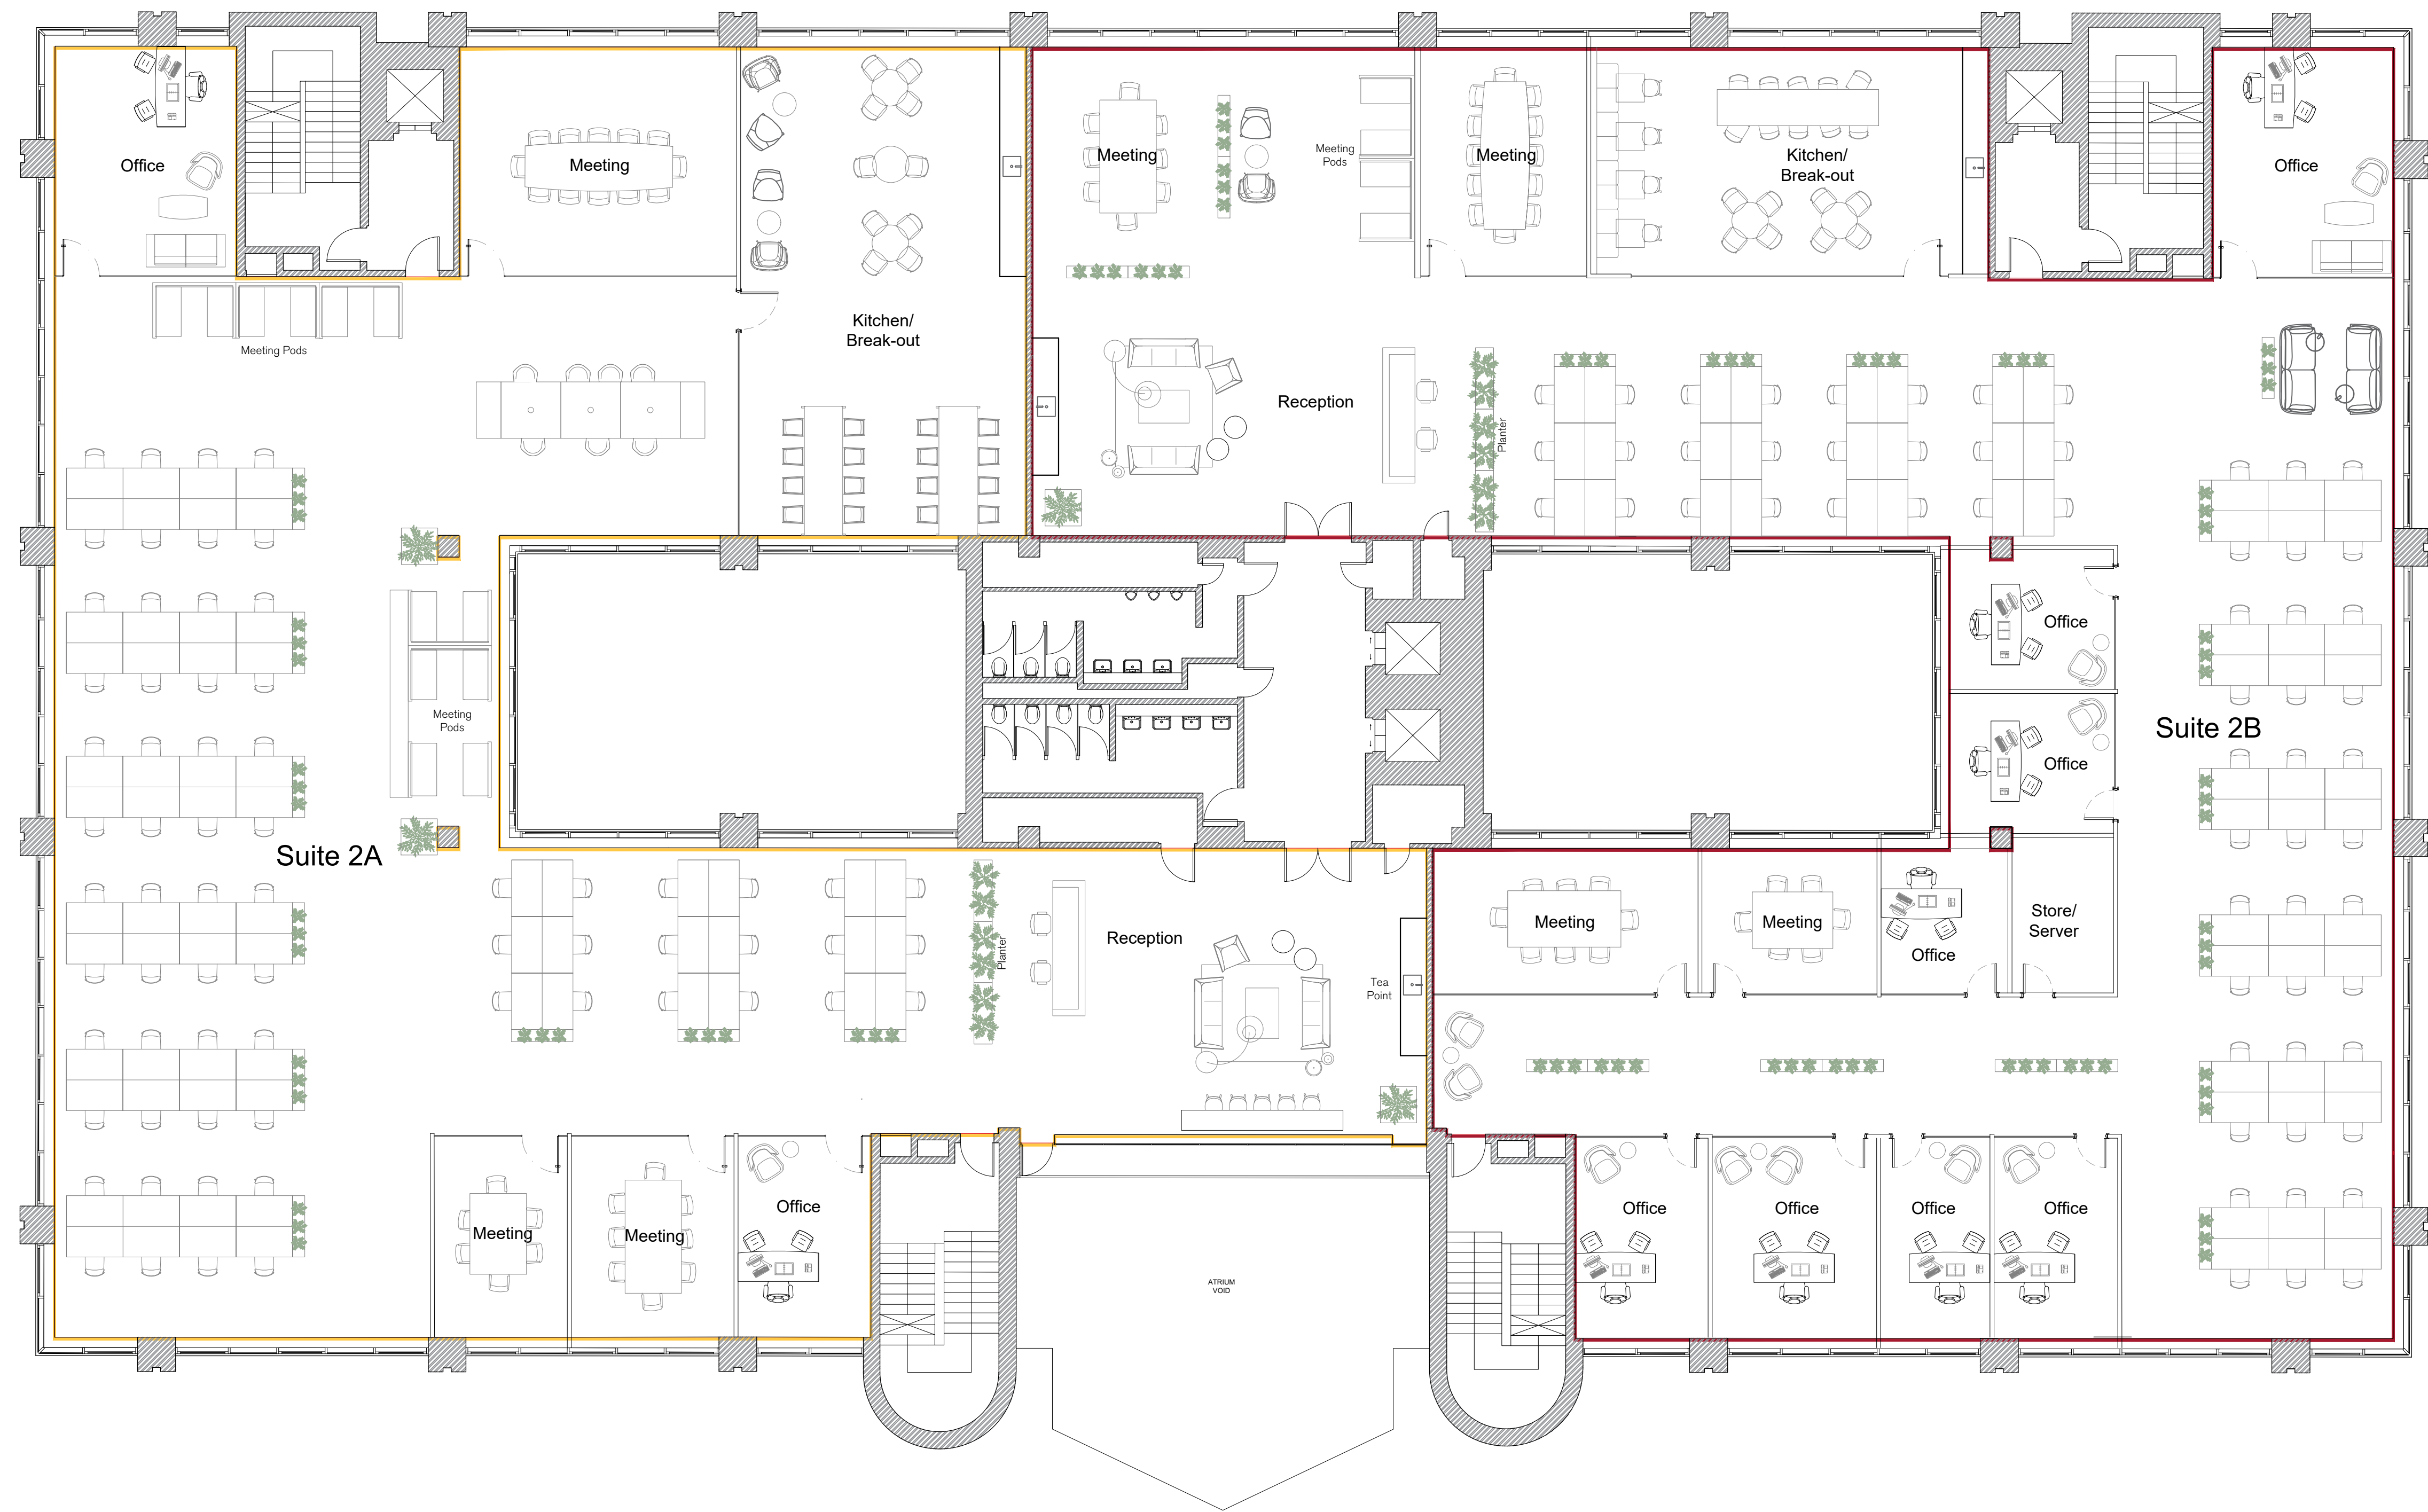 Office
Meeting
Meeting
Meeting
Pods
Meeting
Kitchen/
Break-out
Office
Meeting Pods
Kitchen/
Break-out
Reception
Planter
Office
Meeting
Pods
Suite 2B
Office
Suite 2A
Reception
Planter
Tea
Point
Meeting
Meeting
Office
Store/
Server
Meeting
Meeting
Office
Office
Office
Office
Office
ATRIUM
VOID